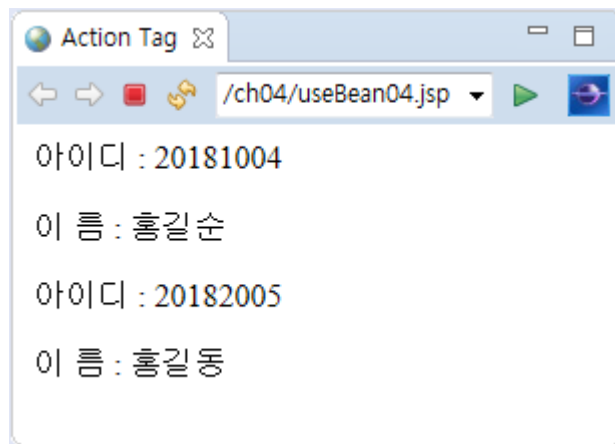 Action Tag
/ch04/useBean04.jsp
아이디 : 20181004
이 름 : 홍길순
아이디 : 20182005
이 름 : 홍길동